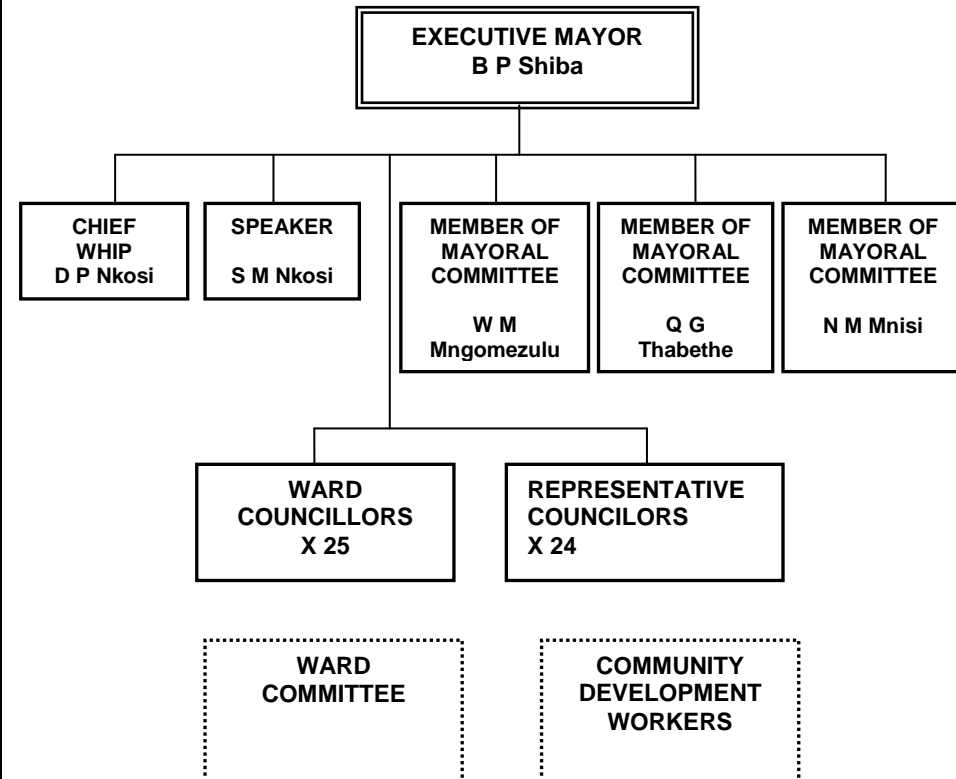 EXECUTIVE MAYOR
B P Shiba
CHIEF
WHIP
D P Nkosi
SPEAKER
S M Nkosi
MEMBER OF
MAYORAL
COMMITTEE
W M
Mngomezulu
MEMBER OF
MAYORAL
COMMITTEE
Q G
Thabethe
MEMBER OF
MAYORAL
COMMITTEE
N M Mnisi
WARD
COUNCILLORS
X 25
REPRESENTATIVE
COUNCILORS
X 24
WARD
COMMITTEE
COMMUNITY
DEVELOPMENT
WORKERS